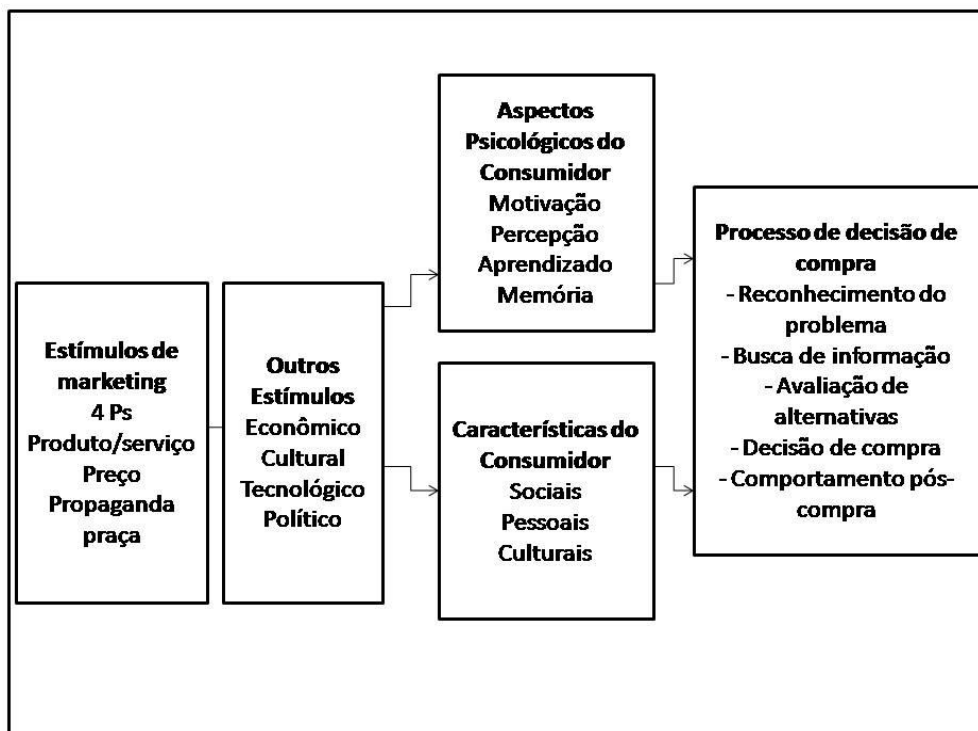 Estímulos de
marketing
4 Ps
Produto/serviço
Preço
Propaganda
praça
Outros
Estímulos
Econômico
Cultural
Tecnológico
Político
Aspectos
Psicológicos do
Consumidor
Motivação
Percepção
Aprendizado
Memória
Característícas do
Consumidor
Sociais
Pessoais
Culturais
Processo de decisão de
compra
- Reconhecimento do
problema
- Busca de informação
- Avaliação de
alternativas
- Decisão de compra
- Comportamento pós-
compra